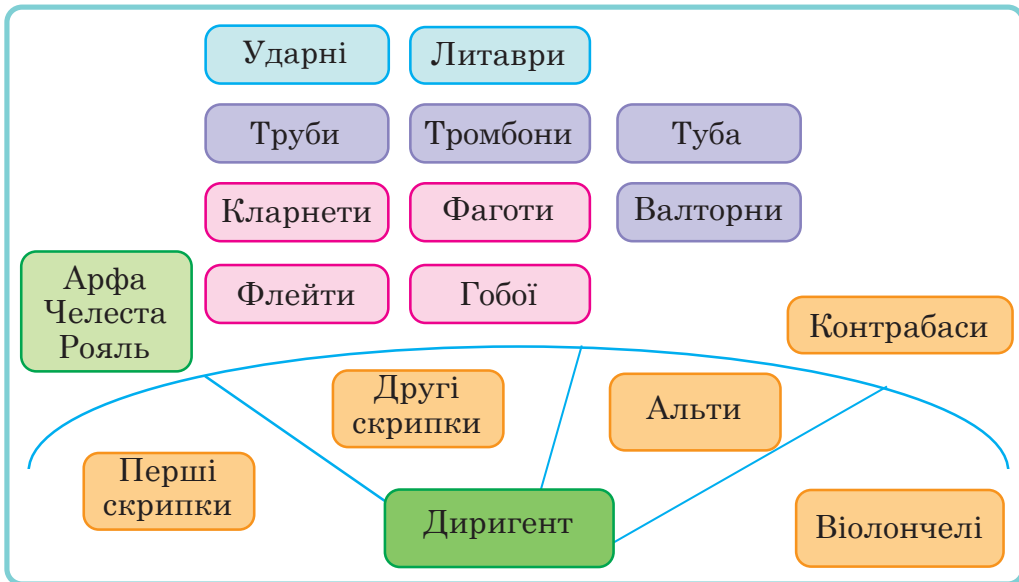 Ударні
Литаври
Труби
Тромбони
Туба
Кларнети
Фаготи
Валторни
Арфа
Челеста
Рояль
Флейти
Гобої
Контрабаси
Другі
скрипки
Альти
Перші
скрипки
Диригент
Віолончелі